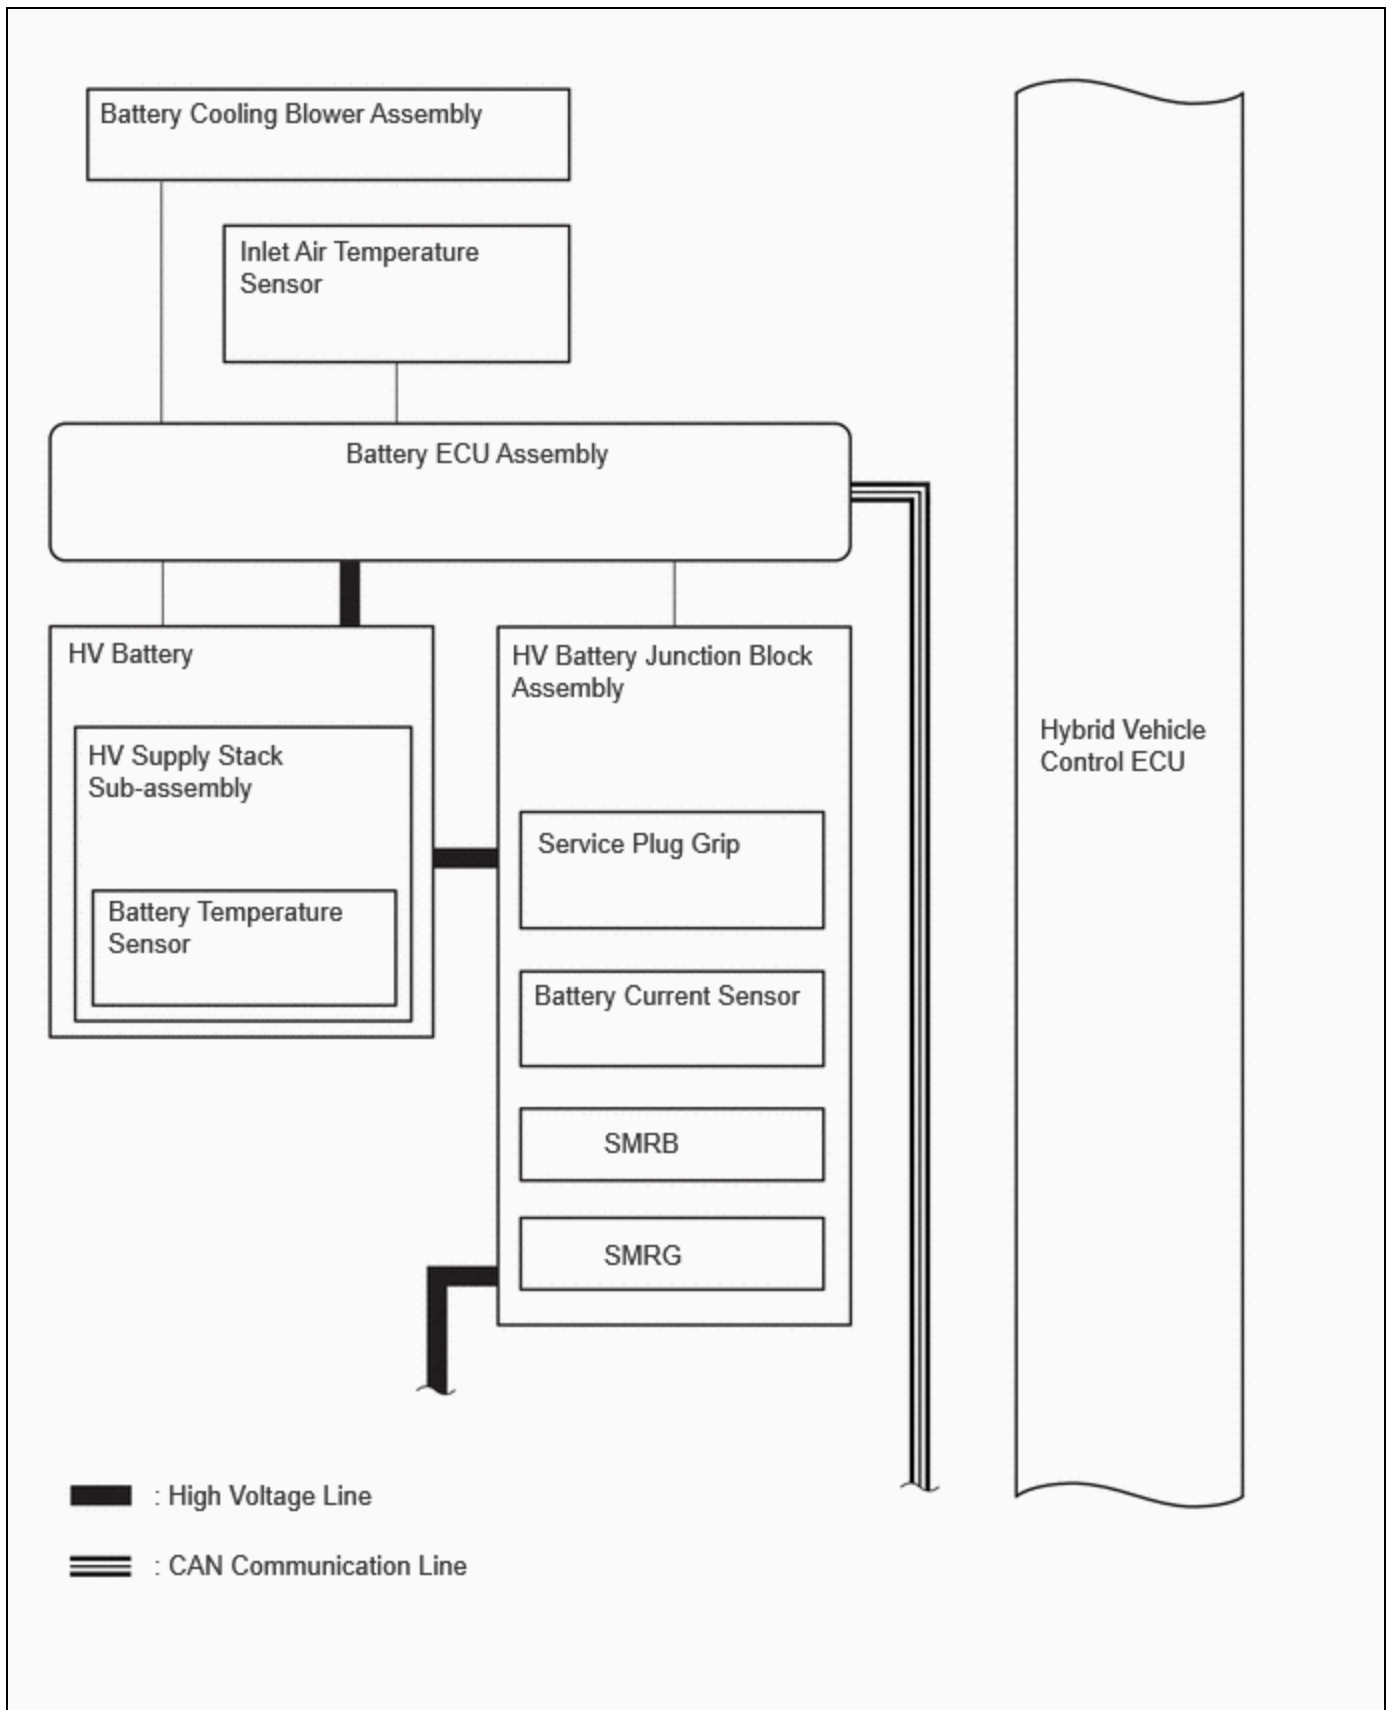 Battery Cooling Blower Assembly
Inlet Air Temperature
Sensor
Battery ECU Assembly
HV Battery
HV Supply Stack
Sub-assembly
Battery Temperature
Sensor
HV Battery Junction Block
Assembly
Service Plug Grip
Battery Current Sensor
SMRB
SMRG
Hybrid Vehicle
Control ECU
: High Voltage Line
: CAN Communication Line